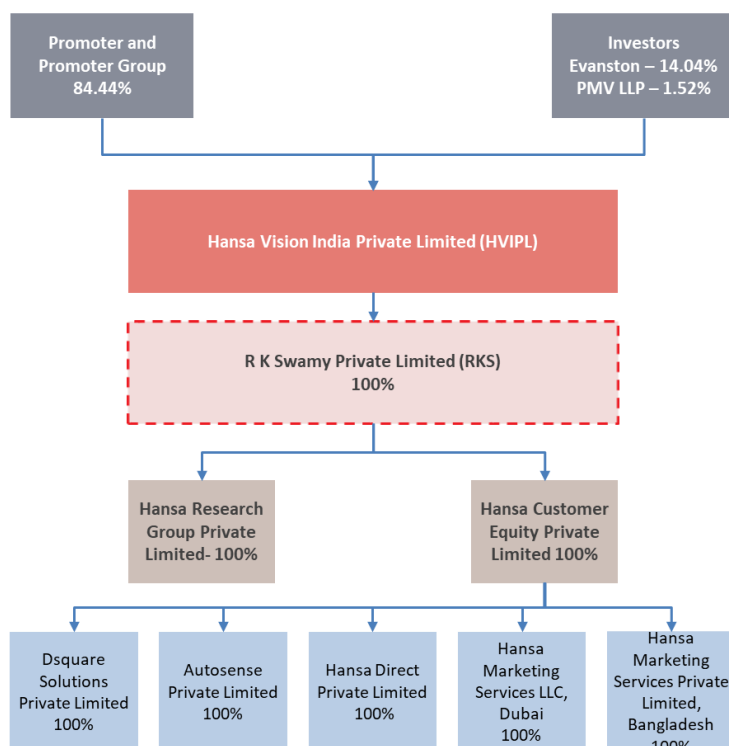 Promoter and
Promoter Group
84.44%
Investors
Evanston – 14.04%
PMV LLP – 1.52%
Hansa Vision India Private Limited (HVIPL)
R K Swamy Private Limited (RKS)
100%
Hansa Research
Group Private
Limited- 100%
Hansa Customer
Equity Private
Limited 100%
Dsquare
Solutions
Private Limited
100%
Autosense
Private Limited
100%
Hansa Direct
Private Limited
100%
Hansa
Marketing
Services LLC,
Dubai
100%
Hansa
Marketing
Services Private
Limited,
Bangladesh
100%